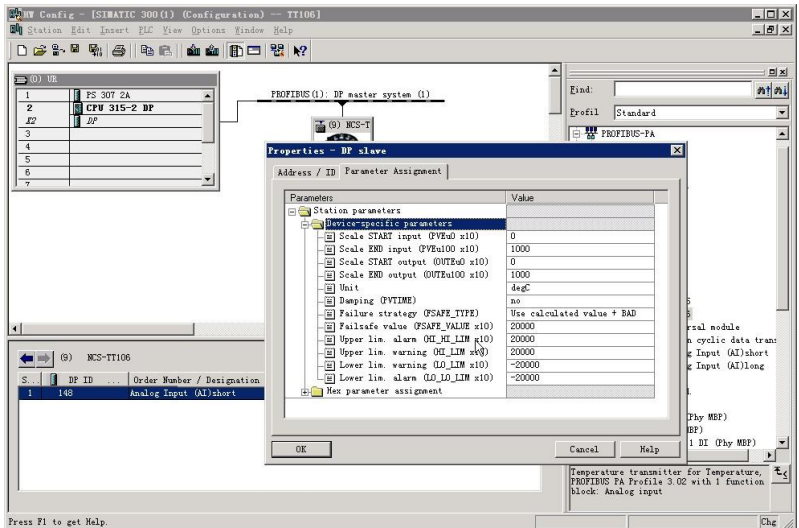 HW Config - [SIMATIC 300(1) (Configuration) -- TT106]
Station Edit Insert PLC View Options Window Help
(0) UR
1 PS 307 2A
2 CPU 315-2 DP
X2 DP
3
4
5
6
7
PROFIBUS(1): DP master system (1)
(9) NCS-T
Find:
Profil Standard
PROFIBUS-PA
Properties - DP slave
Address / ID Parameter Assignment
Parameters Value
Station parameters
Device-specific parameters
Scale START input (PVEu0 x10) 0
Scale END input (PVEu100 x10) 1000
Scale START output (OUTEu0 x10) 0
Scale END output (OUTEu100 x10) 1000
Unit degC
Damping (PVTIME) no
Failure strategy (FSAFE_TYPE) Use calculated value + BAD
Failsafe value (FSAFE_VALUE x10) 20000
Upper lim. alarm (HI_HI_LIM x10) 20000
Upper lim. warning (HI_LIM x10) 20000
Lower lim. warning (LO_LIM x10) -20000
Lower lim. alarm (LO_LO_LIM x10) -20000
Hex parameter assignment
OK Cancel Help
rsal module
n cyclic data trans
g Input (AI)short
g Input (AI)long
(Phy MBP)
BP)
1 DI (Phy MBP)
(9) NCS-TT106
S... DP ID ... Order Number / Designation
1 148 Analog Input (AI)short
Temperature transmitter for Temperature,
PROFIBUS PA Profile 3.02 with 1 function
block: Analog input
Press F1 to get Help.
Chg